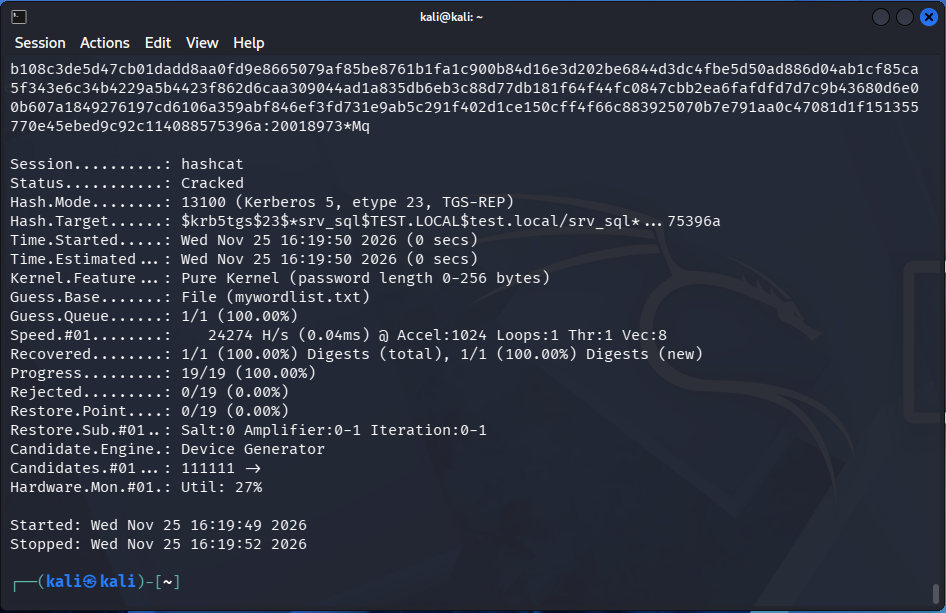 kali@kali: ~
Session Actions Edit View Help
b108c3de5d47cb01dadd8aa0fd9e8665079af85be8761b1fa1c900b84d16e3d202be6844d3dc4fbe5d50ad886d04ab1cf85ca
5f343e6c34b4229a5b4423f862d6caa309044ad1a835db6eb3c88d77db181f64f44fc0847cbb2ea6fafdfd7d7c9b43680d6e0
0b607a1849276197cd6106a359abf846ef3fd731e9ab5c291f402d1ce150cff4f66c883925070b7e791aa0c47081d1f151355
770e45ebed9c92c114088575396a:20018973*Mq
Session..........: hashcat
Status...........: Cracked
Hash.Mode........: 13100 (Kerberos 5, etype 23, TGS-REP)
Hash.Target......: $krb5tgs$23$*srv_sql$TEST.LOCAL$test.local/srv_sql*...75396a
Time.Started.....: Wed Nov 25 16:19:50 2026 (0 secs)
Time.Estimated...: Wed Nov 25 16:19:50 2026 (0 secs)
Kernel.Feature...: Pure Kernel (password length 0-256 bytes)
Guess.Base.......: File (mywordlist.txt)
Guess.Queue......: 1/1 (100.00%)
Speed.#01........:    24274 H/s (0.04ms) @ Accel:1024 Loops:1 Thr:1 Vec:8
Recovered........: 1/1 (100.00%) Digests (total), 1/1 (100.00%) Digests (new)
Progress.........: 19/19 (100.00%)
Rejected.........: 0/19 (0.00%)
Restore.Point....: 0/19 (0.00%)
Restore.Sub.#01..: Salt:0 Amplifier:0-1 Iteration:0-1
Candidate.Engine.: Device Generator
Candidates.#01...: 111111 ->
Hardware.Mon.#01.: Util: 27%
Started: Wed Nov 25 16:19:49 2026
Stopped: Wed Nov 25 16:19:52 2026
┌──(kali㉿kali)-[~]